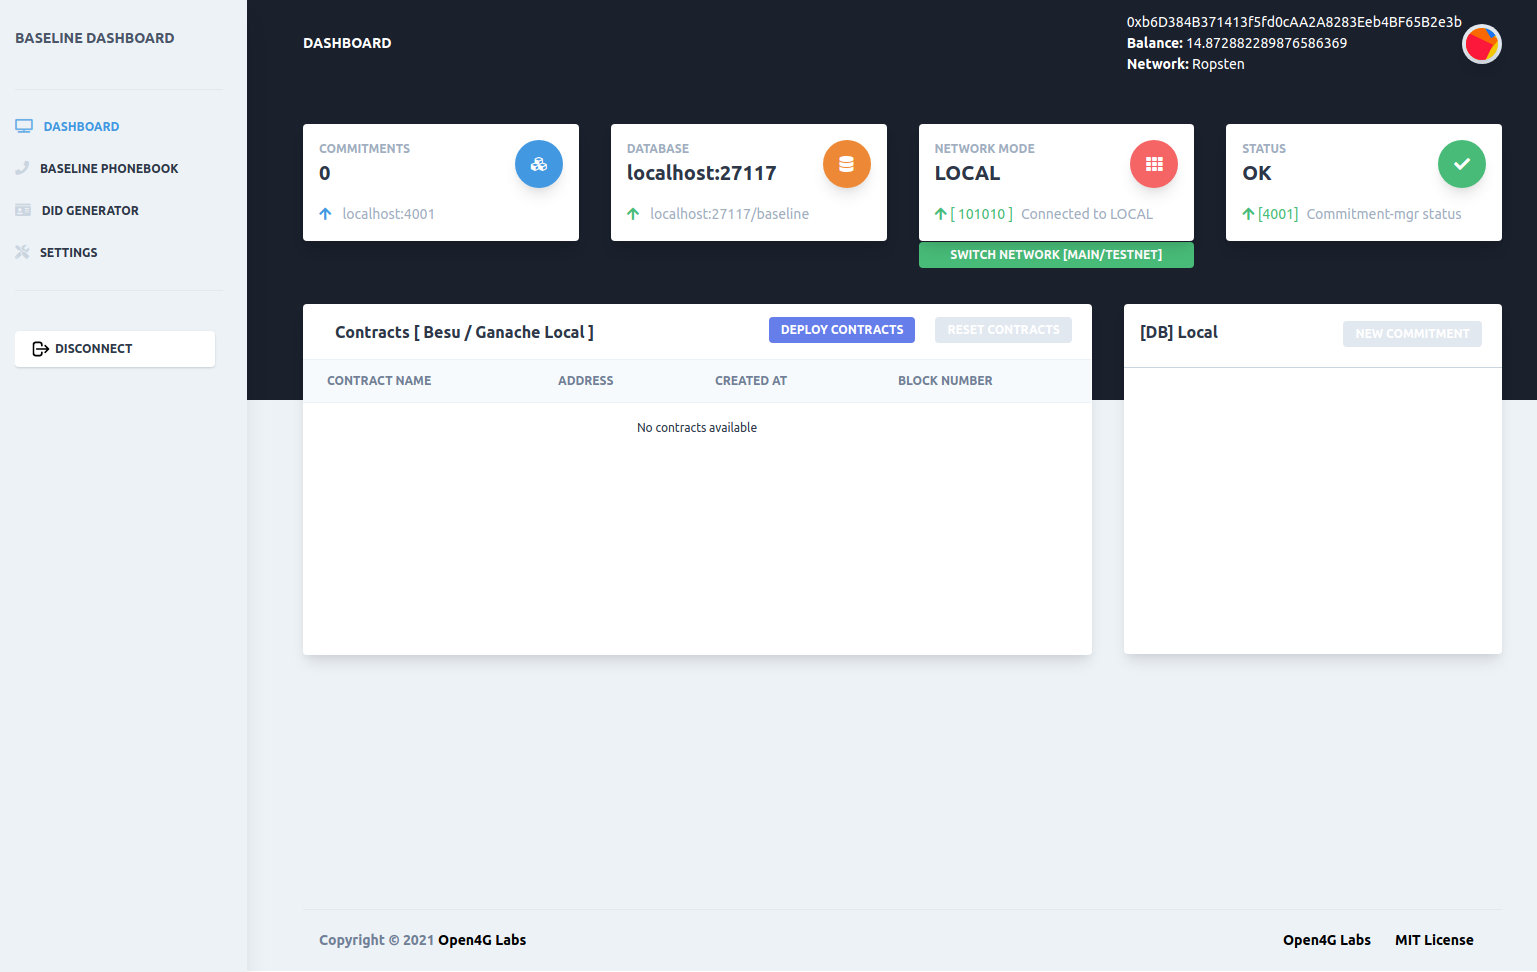 BASELINE DASHBOARD
DASHBOARD
BASELINE PHONEBOOK
DID GENERATOR
SETTINGS
DISCONNECT
DASHBOARD
0xb6D384B371413f5fd0cAA2A8283Eeb4BF65B2e3b
Balance: 14.872882289876586369
Network: Ropsten
COMMITMENTS
0
localhost:4001
DATABASE
localhost:27117
localhost:27117/baseline
NETWORK MODE
LOCAL
[ 101010 ] Connected to LOCAL
SWITCH NETWORK [MAIN/TESTNET]
STATUS
OK
[4001] Commitment-mgr status
Contracts [ Besu / Ganache Local ] DEPLOY CONTRACTS RESET CONTRACTS
CONTRACT NAME ADDRESS CREATED AT BLOCK NUMBER
No contracts available
[DB] Local NEW COMMITMENT
Copyright © 2021 Open4G Labs
Open4G Labs MIT License